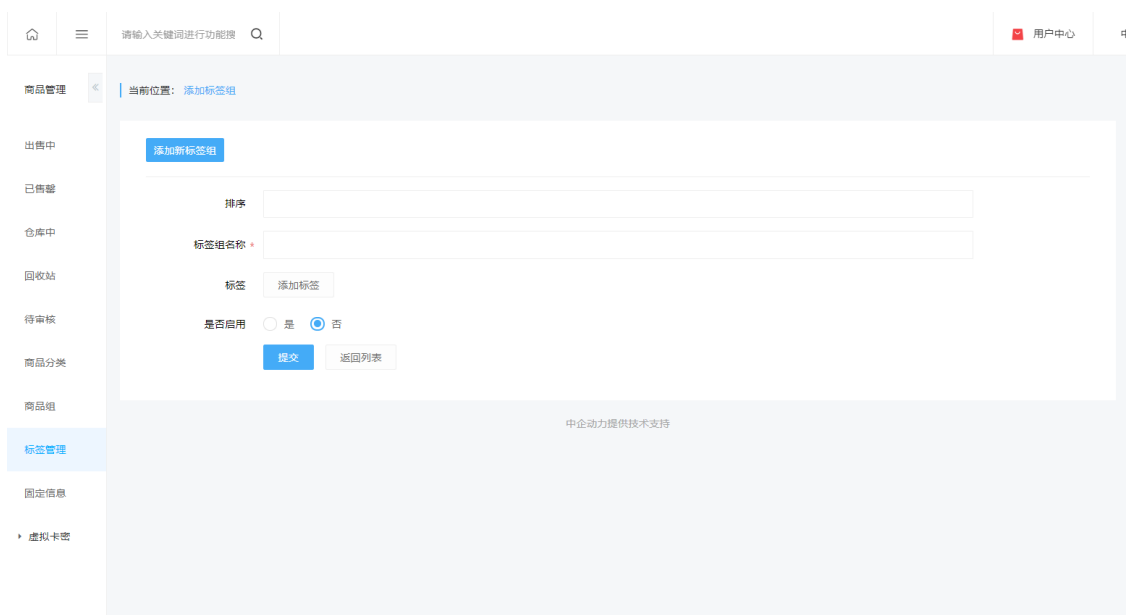 请输入关键词进行功能搜
用户中心
商品管理
当前位置： 添加标签组
出售中
添加新标签组
已售罄
排序
仓库中
标签组名称 *
回收站
标签 添加标签
待审核
是否启用 是 否
提交 返回列表
商品分类
商品组
中企动力提供技术支持
标签管理
固定信息
虚拟卡密